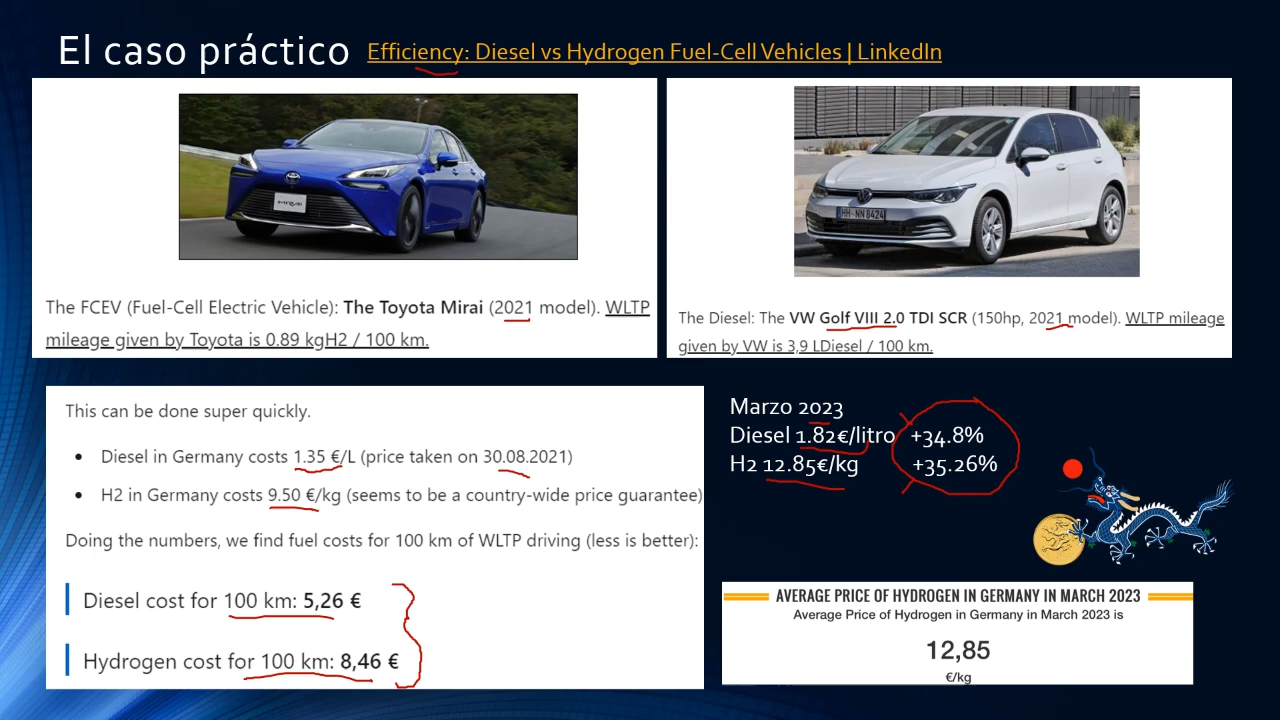 El caso práctico
Efficiency: Diesel vs Hydrogen Fuel-Cell Vehicles | LinkedIn
HH·NN 8424
The FCEV (Fuel-Cell Electric Vehicle): The Toyota Mirai (2021 model). WLTP
mileage given by Toyota is 0.89 kgH2 / 100 km.
The Diesel: The VW Golf VIII 2.0 TDI SCR (150hp, 2021 model). WLTP mileage
given by VW is 3,9 LDiesel / 100 km.
This can be done super quickly.
• Diesel in Germany costs 1.35 €/L (price taken on 30.08.2021)
• H2 in Germany costs 9.50 €/kg (seems to be a country-wide price guarantee)
Doing the numbers, we find fuel costs for 100 km of WLTP driving (less is better):
Diesel cost for 100 km: 5,26 €
Hydrogen cost for 100 km: 8,46 €
Marzo 2023
Diesel 1.82€/litro +34.8%
H2 12.85€/kg +35.26%
AVERAGE PRICE OF HYDROGEN IN GERMANY IN MARCH 2023
Average Price of Hydrogen in Germany in March 2023 is
12,85
€/kg